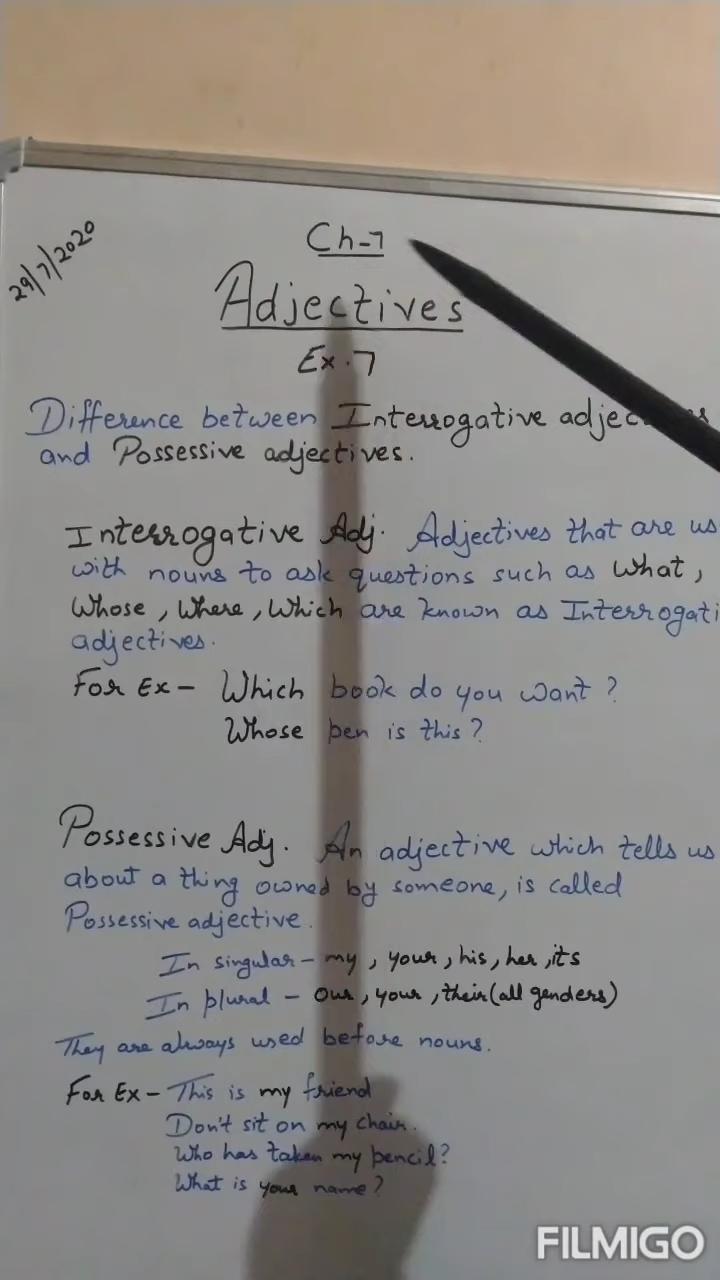 29/7/2020
Ch-7
Adjectives
Ex.7
Difference between Interrogative
and Possessive adjectives.
Interrogative Adj. Adjectives that are us
with nouns to ask questions such as What,
Whose, Where, Which are known as Interrogati
adjectives.
For Ex - Which book do you want?
Whose pen is this?
Possessive Adj. An adjective which tells us
about a thing owned by someone, is called
Possessive adjective.
In singular - my, your, his, her, its
In plural - Our, your, their (all genders)
They are always used before nouns.
For Ex - This is my friend
Don't sit on my chair.
Who has taken my pencil?
What is your name?
FILMIGO